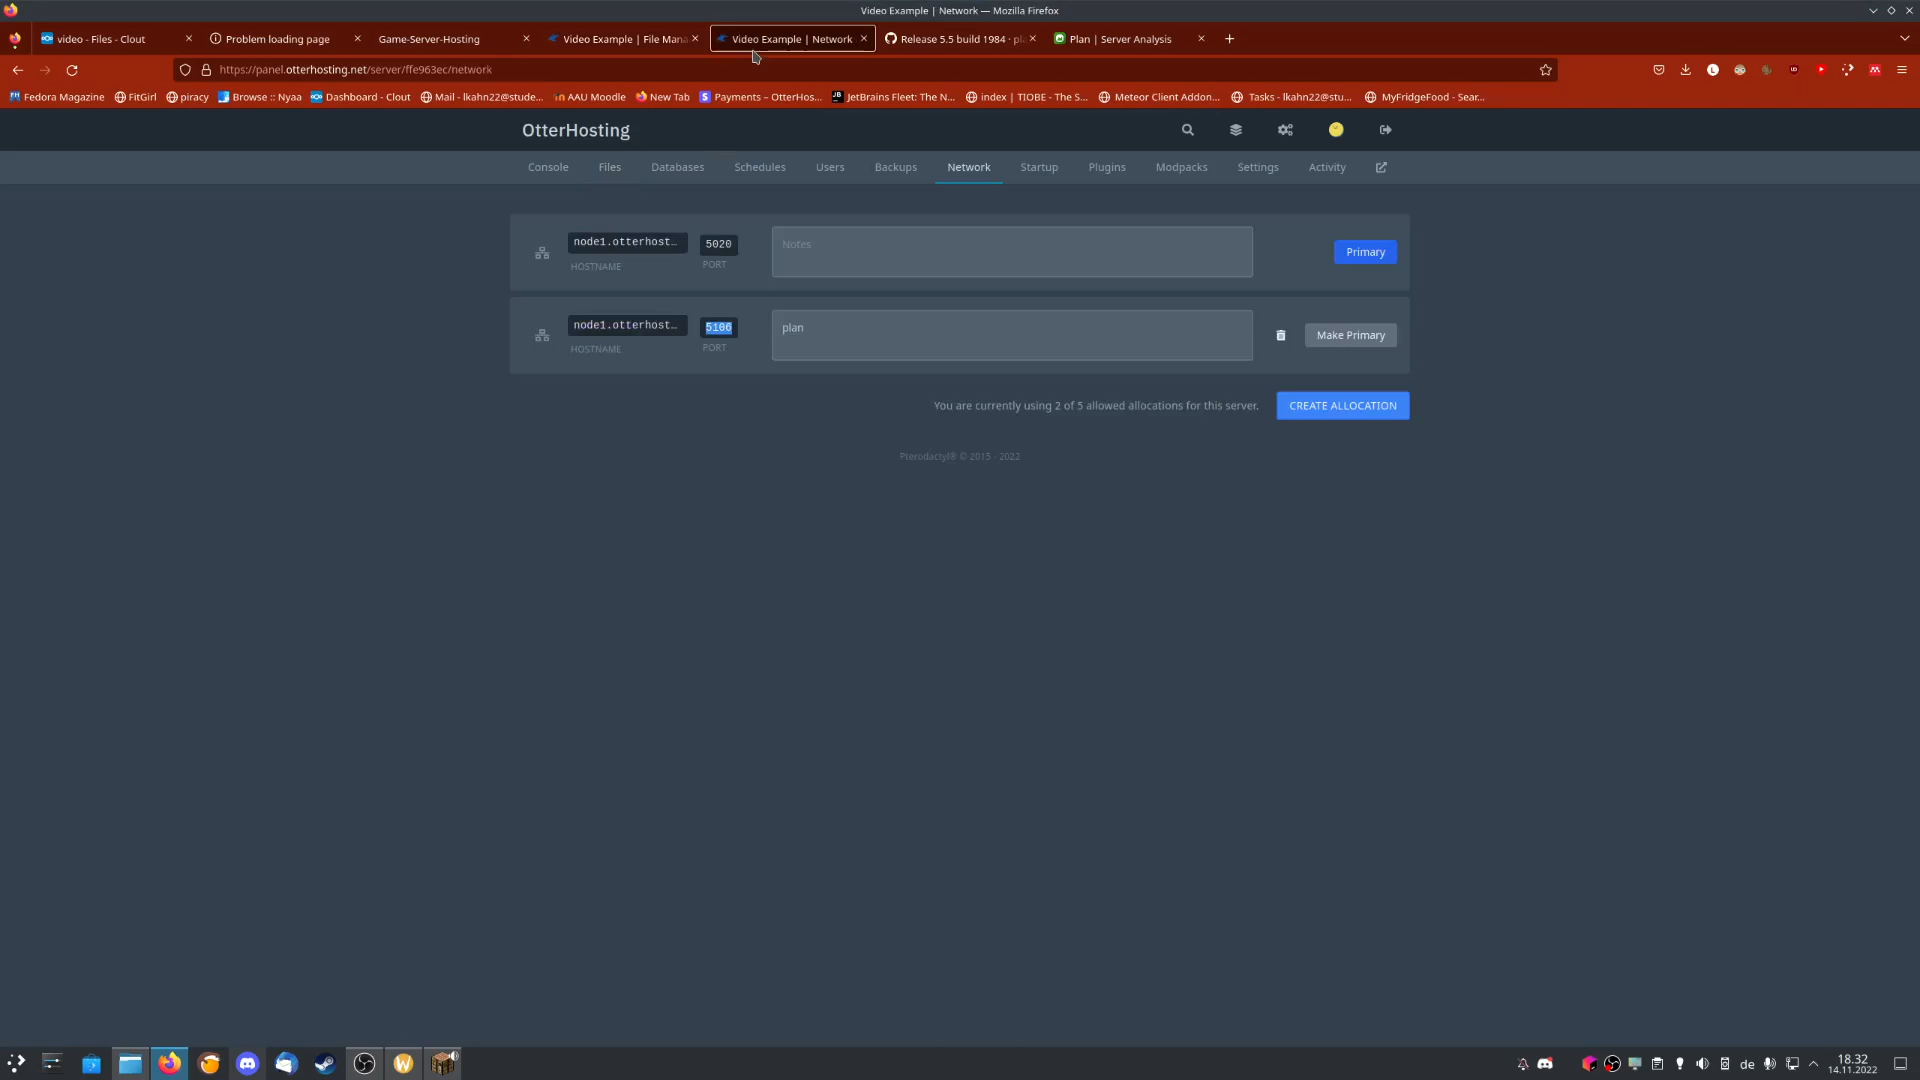 Video Example | Network — Mozilla Firefox
video - Files - Clout
Problem loading page
Game-Server-Hosting
Video Example | File Mana
Video Example | Network
Release 5.5 build 1984 · pl
Plan | Server Analysis
https://panel.otterhosting.net/server/ffe963ec/network
Fedora Magazine
FitGirl
piracy
Browse :: Nyaa
Dashboard - Clout
Mail - lkahn22@stude...
AAU Moodle
New Tab
Payments – OtterHos...
JetBrains Fleet: The N...
index | TIOBE - The S...
Meteor Client Addon...
Tasks - lkahn22@stu...
MyFridgeFood - Sear...
OtterHosting
Console
Files
Databases
Schedules
Users
Backups
Network
Startup
Plugins
Modpacks
Settings
Activity
node1.otterhost…
5020
Notes
Primary
HOSTNAME
PORT
node1.otterhost…
5100
plan
Make Primary
HOSTNAME
PORT
You are currently using 2 of 5 allowed allocations for this server.
CREATE ALLOCATION
Pterodactyl® © 2015 - 2022
de
18.32
14.11.2022